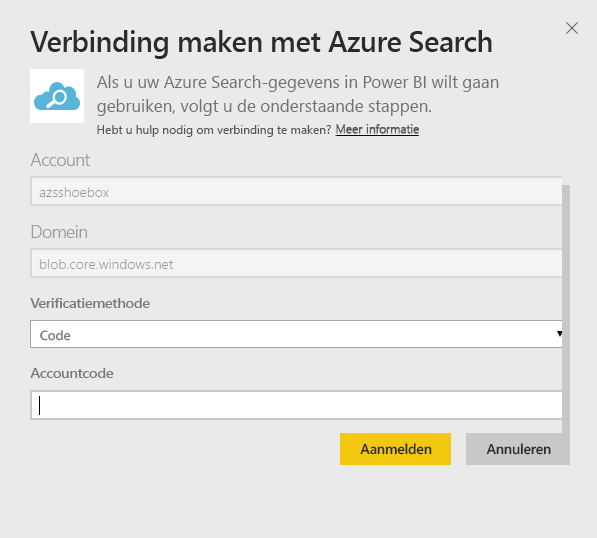 Verbinding maken met Azure Search
Als u uw Azure Search-gegevens in Power BI wilt gaan
gebruiken, volgt u de onderstaande stappen.
Hebt u hulp nodig om verbinding te maken? Meer informatie
Account
azsshoebox
Domein
blob.core.windows.net
Verificatiemethode
Code
Accountcode
Aanmelden Annuleren